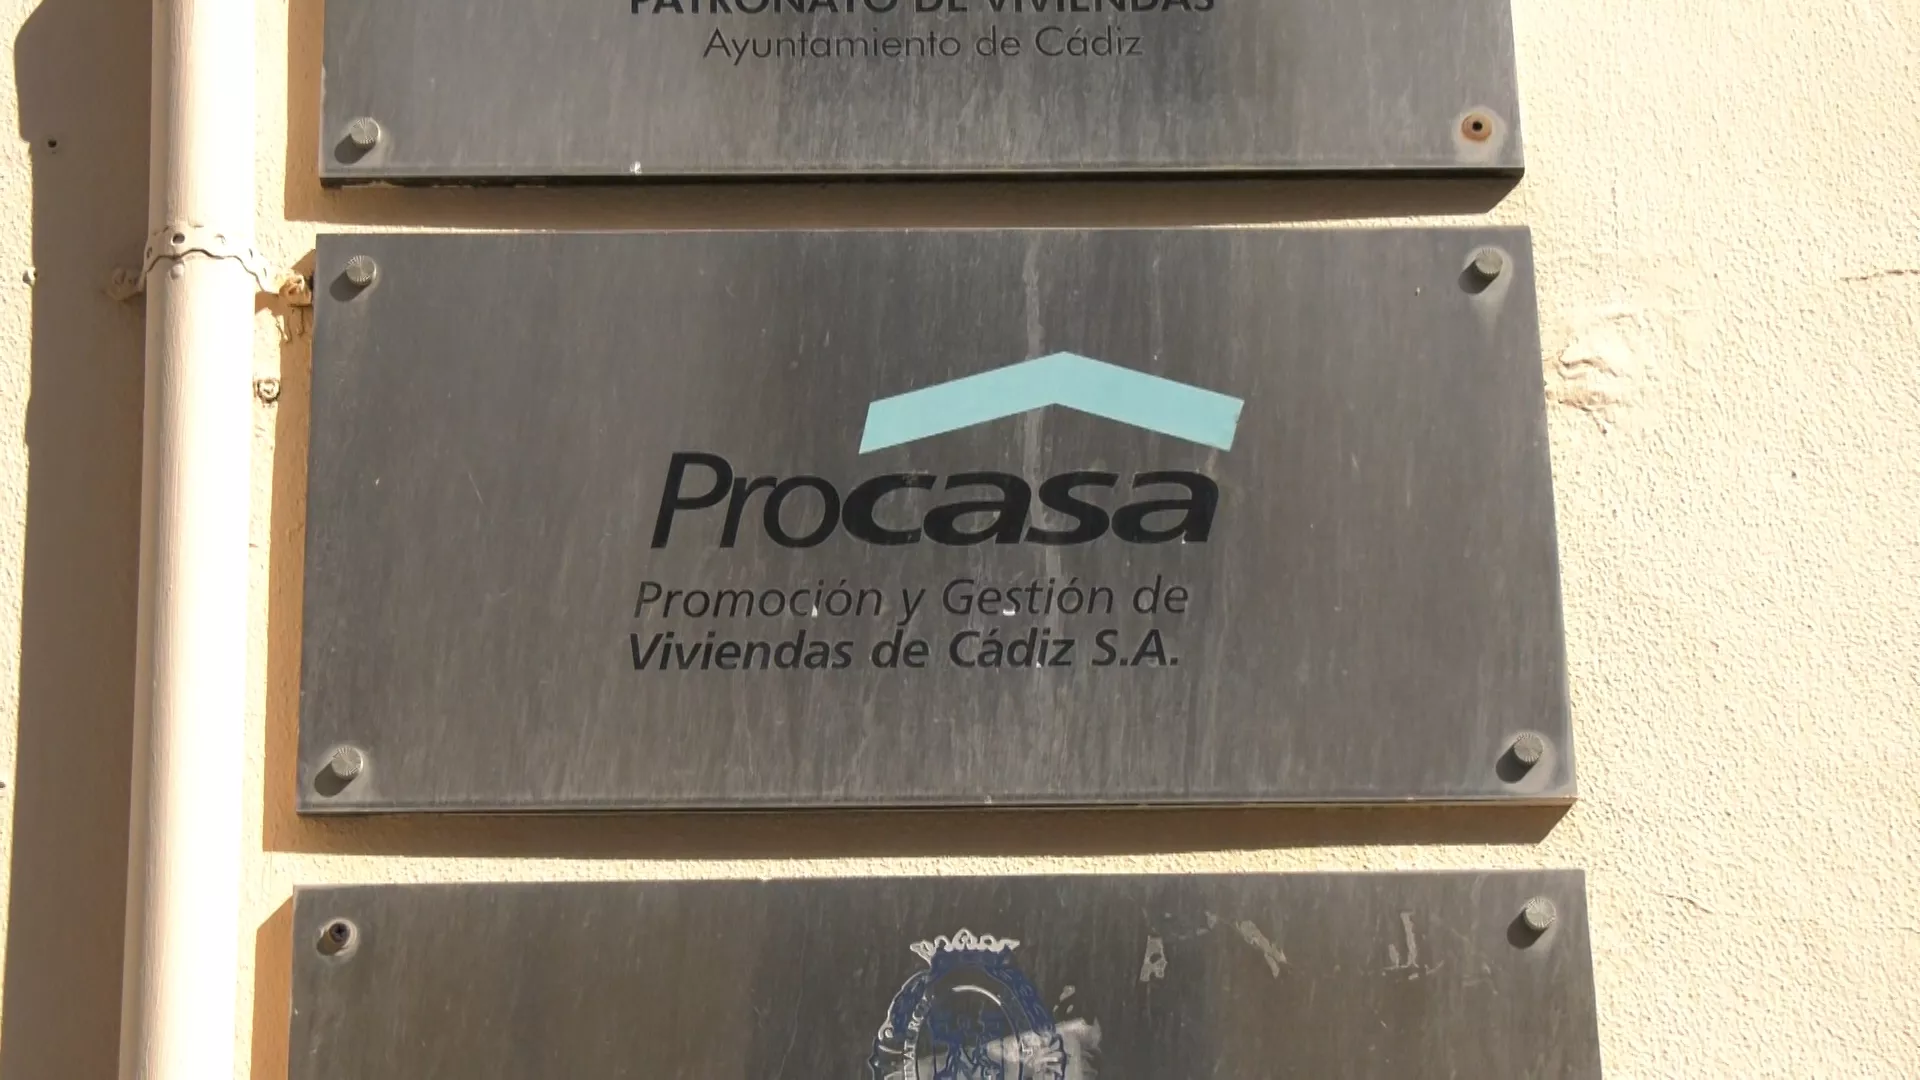 PATRONATO DE VIVIENDAS
Ayuntamiento de Cádiz
Procasa
Promoción y Gestión de
Viviendas de Cádiz S.A.